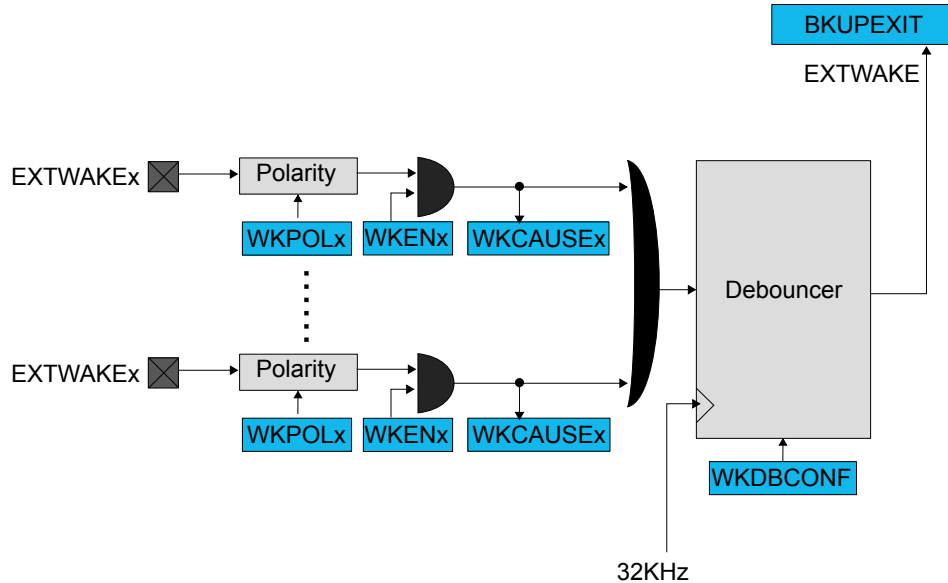 BKUPEXIT
EXTWAKE
EXTWAKEx
Polarity
WKPOLx
WKENx
WKCAUSEx
Debouncer
EXTWAKEx
Polarity
WKPOLx
WKENx
WKCAUSEx
WKDBCONF
32KHz